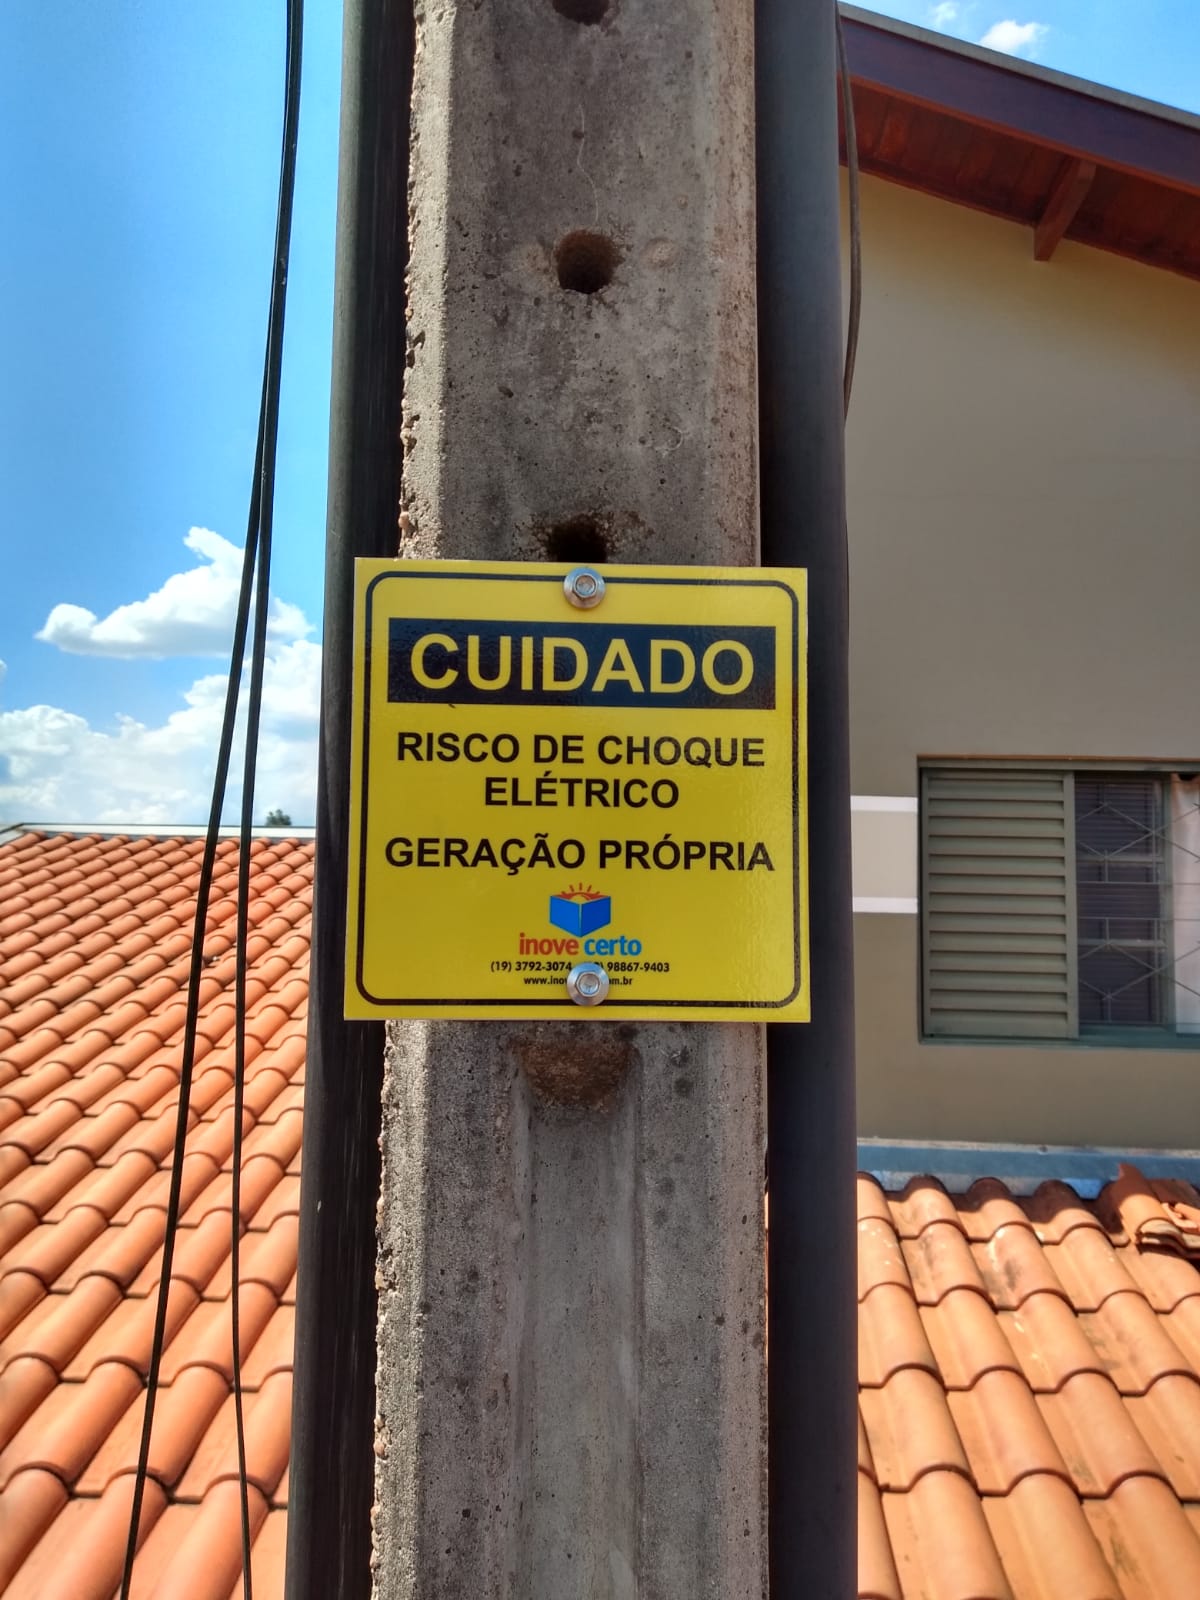 CUIDADO
RISCO DE CHOQUE
ELÉTRICO
GERAÇÃO PRÓPRIA
inove certo
(19) 3792-3074 98867-9403